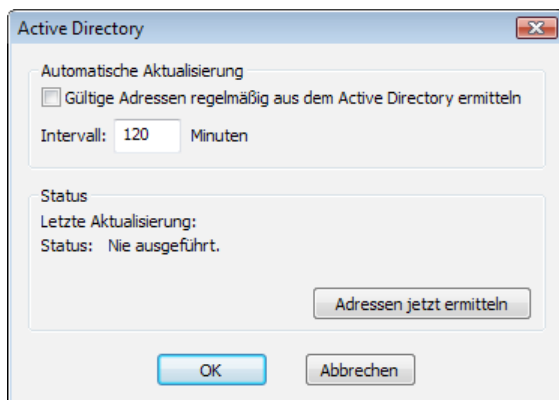 Active Directory
Automatische Aktualisierung
Gültige Adressen regelmäßig aus dem Active Directory ermitteln
Intervall: 120 Minuten
Status
Letzte Aktualisierung:
Status: Nie ausgeführt.
Adressen jetzt ermitteln
OK Abbrechen